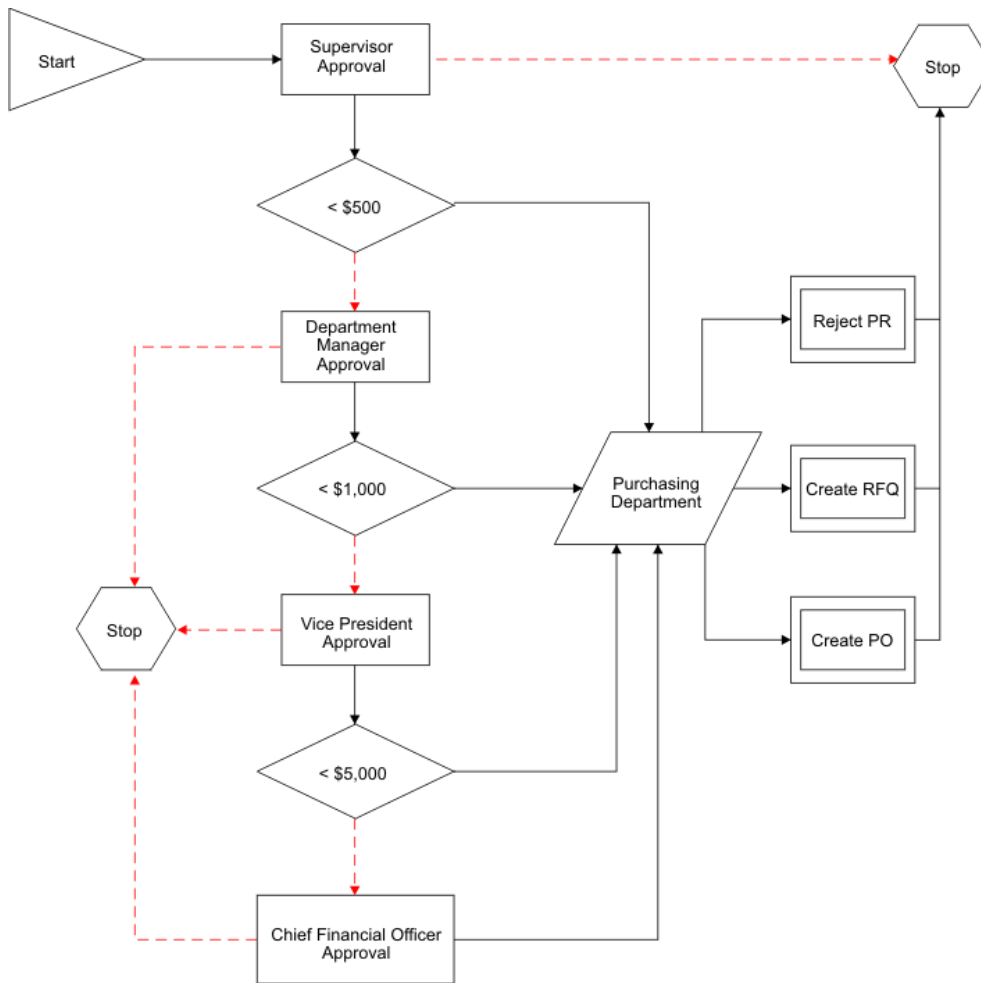 Start
Supervisor
Approval
Stop
< $500
Department
Manager
Approval
Reject PR
< $1,000
Purchasing
Department
Create RFQ
Stop
Vice President
Approval
Create PO
< $5,000
Chief Financial Officer
Approval